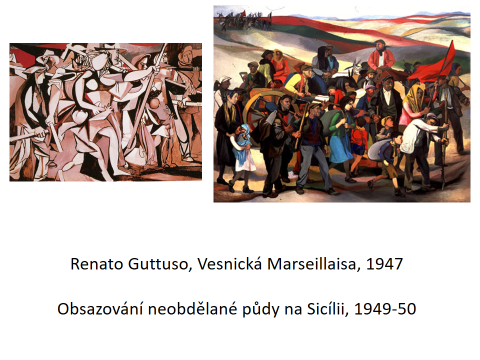 Renato Guttuso, Vesnická Marseillaisa, 1947
Obsazování neobdělané půdy na Sicílii, 1949-50